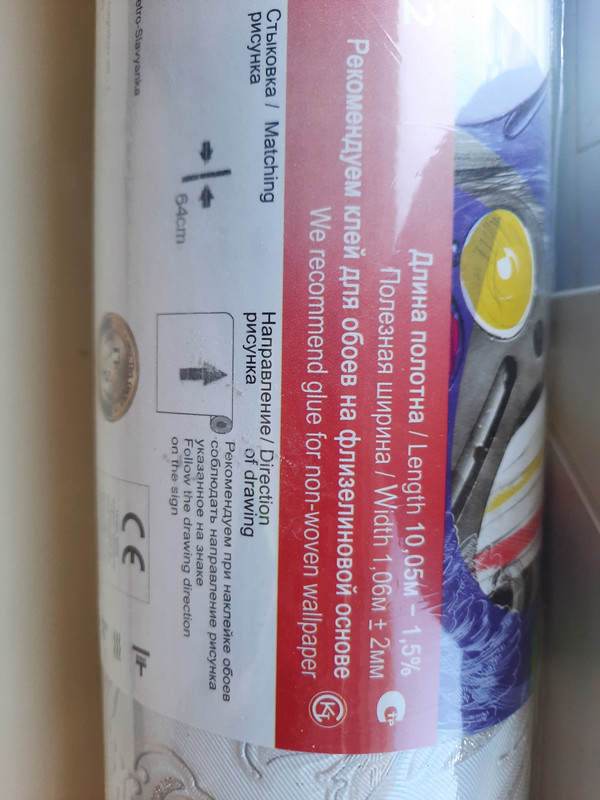 Длина полотна / Length 10,05м – 1,5%
Полезная ширина / Width 1,06м ± 2мм
Рекомендуем клей для обоев на флизелиновой основе
We recommend glue for non-woven wallpaper
Стыковка / Matching
рисунка
64cm
Направление / Direction
рисунка of drawing
Рекомендуем при наклейке обоев
соблюдать направление рисунка
указанное на знаке
Follow the drawing direction
on the sign
etro-Slavyanka
CE